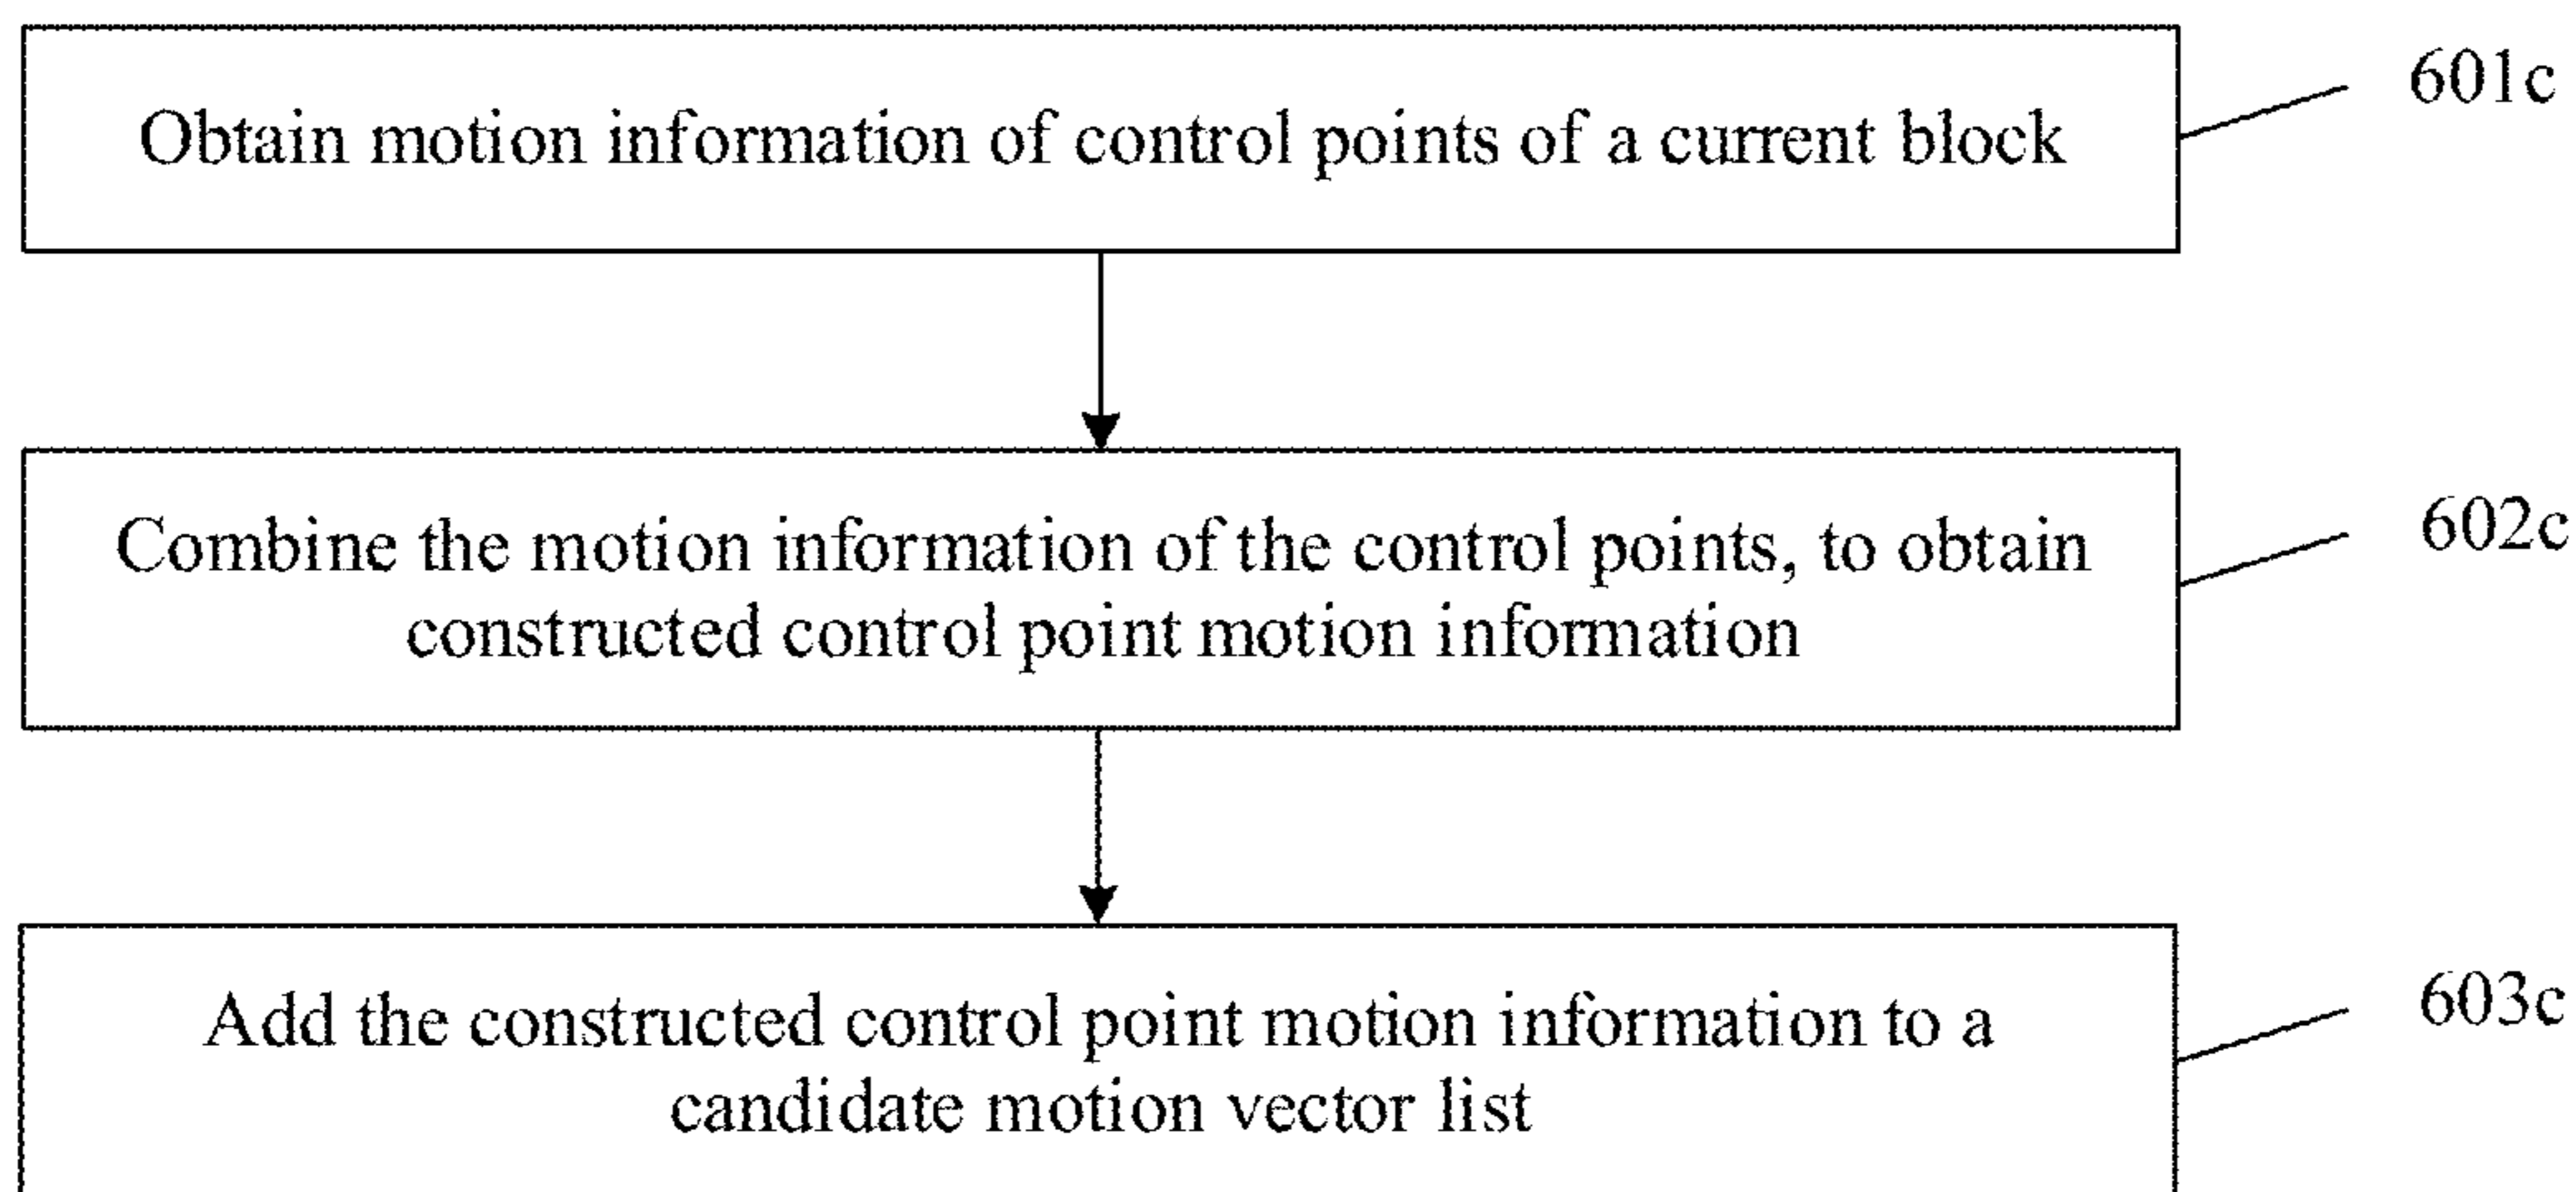 Obtain motion information of control points of a current block
601c
Combine the motion information of the control points, to obtain
constructed control point motion information
602c
Add the constructed control point motion information to a
candidate motion vector list
603c